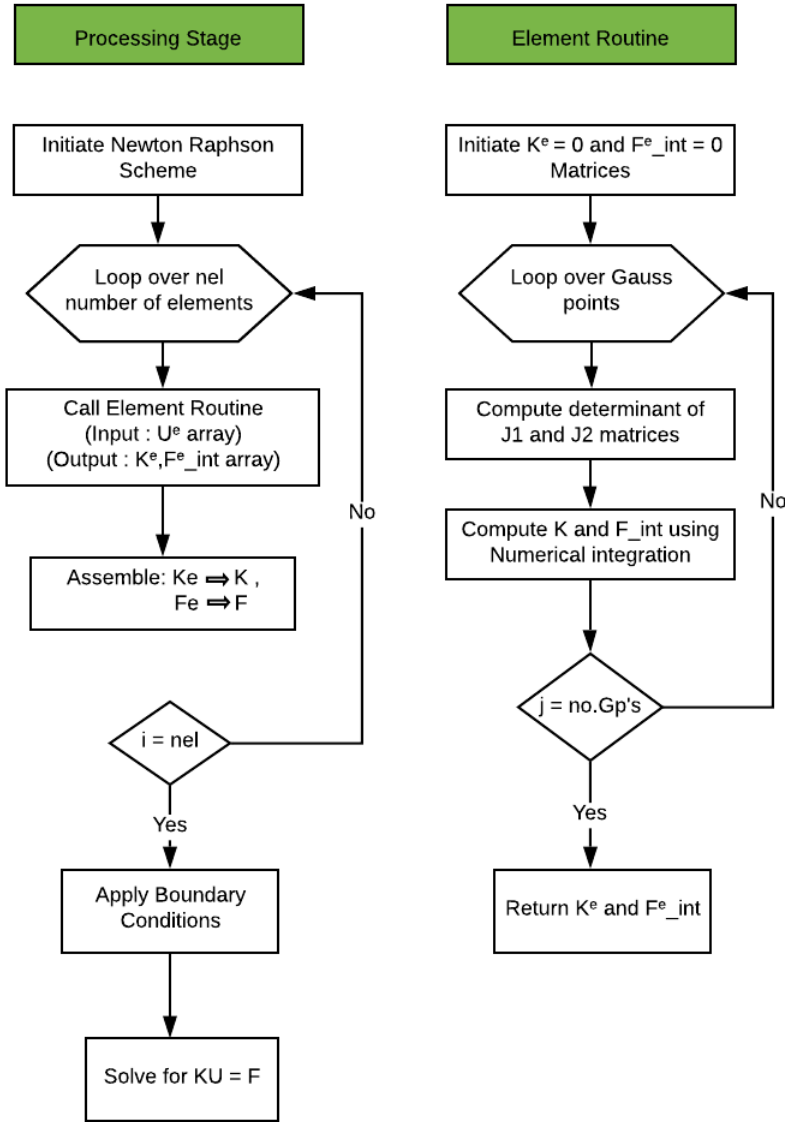 Processing Stage
Initiate Newton Raphson
Scheme
Loop over nel
number of elements
Call Element Routine
(Input : Uᵉ array)
(Output : Kᵉ,Fᵉ_int array)
No
Assemble: Ke ⇒ K ,
Fe ⇒ F
i = nel
Yes
Apply Boundary
Conditions
Solve for KU = F
Element Routine
Initiate Kᵉ = 0 and Fᵉ_int = 0
Matrices
Loop over Gauss
points
Compute determinant of
J1 and J2 matrices
No
Compute K and F_int using
Numerical integration
j = no.Gp's
Yes
Return Kᵉ and Fᵉ_int